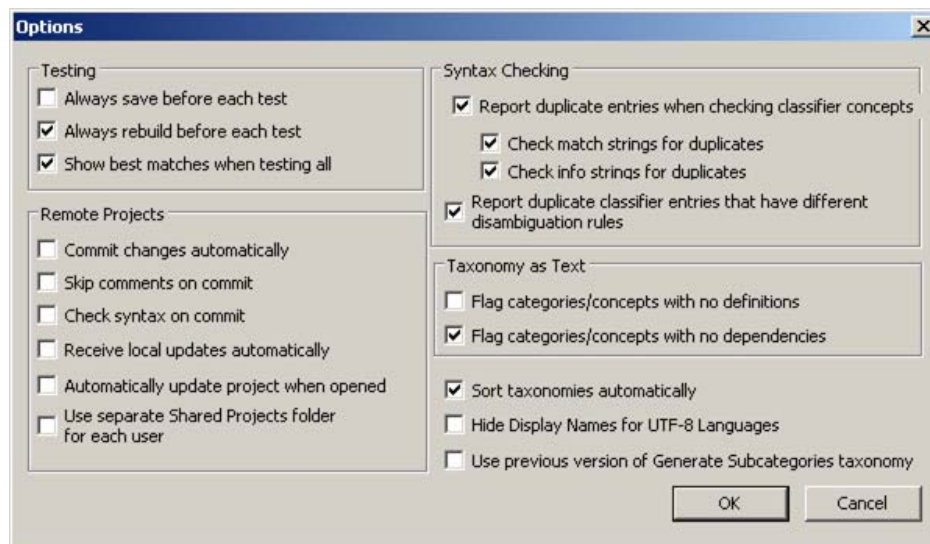 Options
Testing
Always save before each test
Always rebuild before each test
Show best matches when testing all
Remote Projects
Commit changes automatically
Skip comments on commit
Check syntax on commit
Receive local updates automatically
Automatically update project when opened
Use separate Shared Projects folder
for each user
Syntax Checking
Report duplicate entries when checking classifier concepts
Check match strings for duplicates
Check info strings for duplicates
Report duplicate classifier entries that have different
disambiguation rules
Taxonomy as Text
Flag categories/concepts with no definitions
Flag categories/concepts with no dependencies
Sort taxonomies automatically
Hide Display Names for UTF-8 Languages
Use previous version of Generate Subcategories taxonomy
OK
Cancel